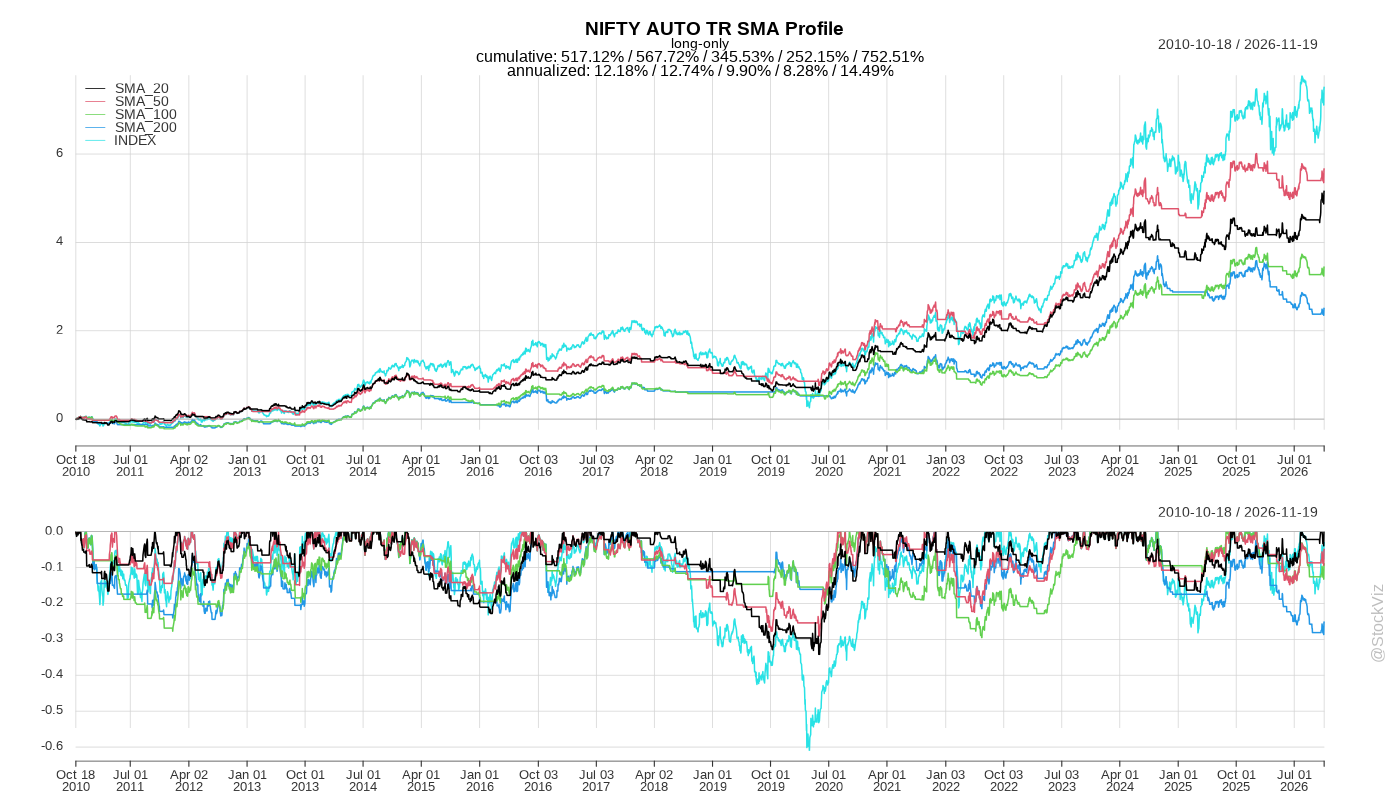 NIFTY AUTO TR SMA Profile
long-only
2010-10-18 / 2026-11-19
cumulative: 517.12% / 567.72% / 345.53% / 252.15% / 752.51%
annualized: 12.18% / 12.74% / 9.90% / 8.28% / 14.49%
SMA_20
SMA_50
SMA_100
SMA_200
INDEX
6
4
2
0
Oct 18 Jul 01 Apr 02 Jan 01 Oct 01 Jul 01 Apr 01 Jan 01 Oct 03 Jul 03 Apr 02 Jan 01 Oct 01 Jul 01 Apr 01 Jan 03 Oct 03 Jul 03 Apr 01 Jan 01 Oct 01 Jul 01
2010 2011 2012 2013 2013 2014 2015 2016 2016 2017 2018 2019 2019 2020 2021 2022 2022 2023 2024 2025 2025 2026
2010-10-18 / 2026-11-19
0.0
-0.1
-0.2
-0.3
-0.4
-0.5
-0.6
Oct 18 Jul 01 Apr 02 Jan 01 Oct 01 Jul 01 Apr 01 Jan 01 Oct 03 Jul 03 Apr 02 Jan 01 Oct 01 Jul 01 Apr 01 Jan 03 Oct 03 Jul 03 Apr 01 Jan 01 Oct 01 Jul 01
2010 2011 2012 2013 2013 2014 2015 2016 2016 2017 2018 2019 2019 2020 2021 2022 2022 2023 2024 2025 2025 2026
@StockViz